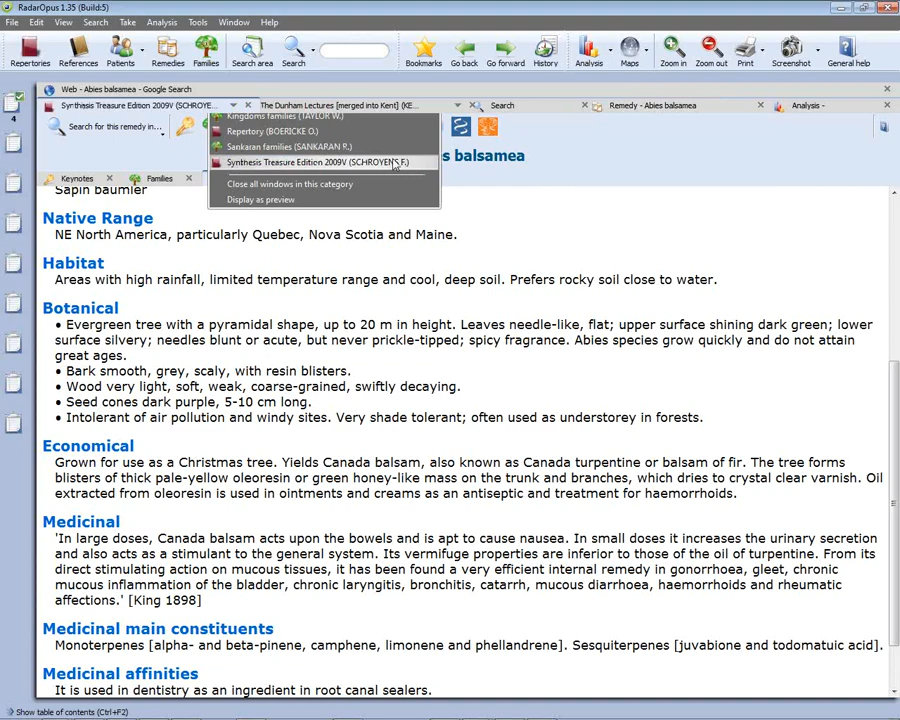 RadarOpus 1.35 (Build:5)
File Edit View Search Take Analysis Tools Window Help
Repertories References Patients Remedies Families Search area Search Bookmarks Go back Go forward History Analysis Maps Zoom in Zoom out Print Screenshot General help
Web - Abies balsamea - Google Search
Synthesis Treasure Edition 2009V (SCHROYE... The Dunham Lectures [merged into Kent] (KE... Search Remedy - Abies balsamea Analysis -
4
Search for this remedy in...
Kingdoms families (TAYLOR W.)
Repertory (BOERICKE O.)
Sankaran families (SANKARAN R.)
Synthesis Treasure Edition 2009V (SCHROYENS F.)
Close all windows in this category
Display as preview
s balsamea
Keynotes Families
Sapin baumier
Native Range
NE North America, particularly Quebec, Nova Scotia and Maine.
Habitat
Areas with high rainfall, limited temperature range and cool, deep soil. Prefers rocky soil close to water.
Botanical
• Evergreen tree with a pyramidal shape, up to 20 m in height. Leaves needle-like, flat; upper surface shining dark green; lower
surface silvery; needles blunt or acute, but never prickle-tipped; spicy fragrance. Abies species grow quickly and do not attain
great ages.
• Bark smooth, grey, scaly, with resin blisters.
• Wood very light, soft, weak, coarse-grained, swiftly decaying.
• Seed cones dark purple, 5-10 cm long.
• Intolerant of air pollution and windy sites. Very shade tolerant; often used as understorey in forests.
Economical
Grown for use as a Christmas tree. Yields Canada balsam, also known as Canada turpentine or balsam of fir. The tree forms
blisters of thick pale-yellow oleoresin or green honey-like mass on the trunk and branches, which dries to crystal clear varnish. Oil
extracted from oleoresin is used in ointments and creams as an antiseptic and treatment for haemorrhoids.
Medicinal
'In large doses, Canada balsam acts upon the bowels and is apt to cause nausea. In small doses it increases the urinary secretion
and also acts as a stimulant to the general system. Its vermifuge properties are inferior to those of the oil of turpentine. From its
direct stimulating action on mucous tissues, it has been found a very efficient internal remedy in gonorrhoea, gleet, chronic
mucous inflammation of the bladder, chronic laryngitis, bronchitis, catarrh, mucous diarrhoea, haemorrhoids and rheumatic
affections.' [King 1898]
Medicinal main constituents
Monoterpenes [alpha- and beta-pinene, camphene, limonene and phellandrene]. Sesquiterpenes [juvabione and todomatuic acid].
Medicinal affinities
It is used in dentistry as an ingredient in root canal sealers.
Show table of contents (Ctrl+F2)